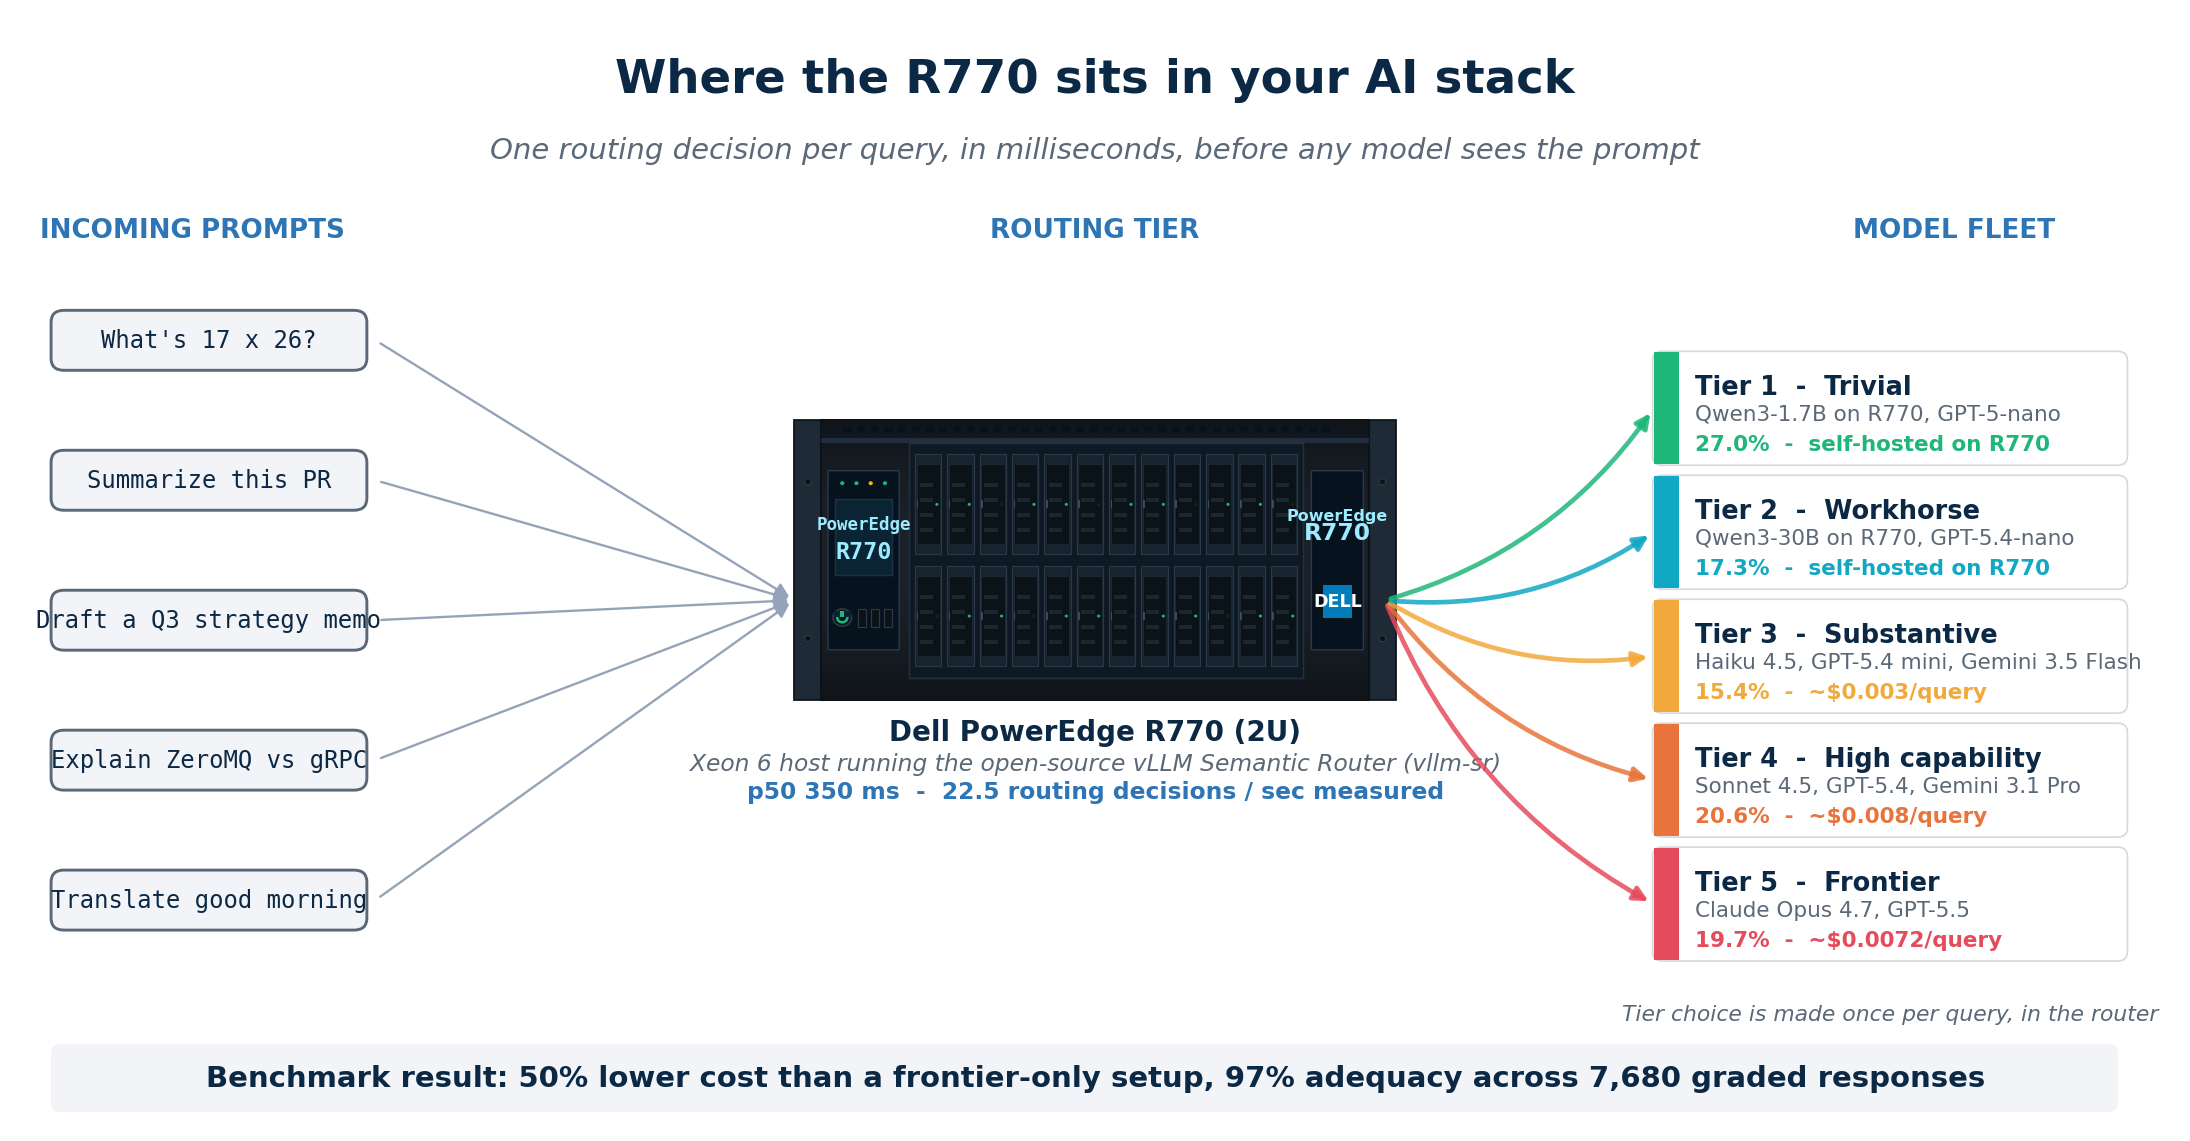 Where the R770 sits in your AI stack
One routing decision per query, in milliseconds, before any model sees the prompt
INCOMING PROMPTS
What's 17 x 26?
Summarize this PR
Draft a Q3 strategy memo
Explain ZeroMQ vs gRPC
Translate good morning
ROUTING TIER
PowerEdge
R770
PowerEdge
R770
DELL
Dell PowerEdge R770 (2U)
Xeon 6 host running the open-source vLLM Semantic Router (vllm-sr)
p50 350 ms - 22.5 routing decisions / sec measured
MODEL FLEET
Tier 1 - Trivial
Qwen3-1.7B on R770, GPT-5-nano
27.0% - self-hosted on R770
Tier 2 - Workhorse
Qwen3-30B on R770, GPT-5.4-nano
17.3% - self-hosted on R770
Tier 3 - Substantive
Haiku 4.5, GPT-5.4 mini, Gemini 3.5 Flash
15.4% - ~$0.003/query
Tier 4 - High capability
Sonnet 4.5, GPT-5.4, Gemini 3.1 Pro
20.6% - ~$0.008/query
Tier 5 - Frontier
Claude Opus 4.7, GPT-5.5
19.7% - ~$0.0072/query
Tier choice is made once per query, in the router
Benchmark result: 50% lower cost than a frontier-only setup, 97% adequacy across 7,680 graded responses